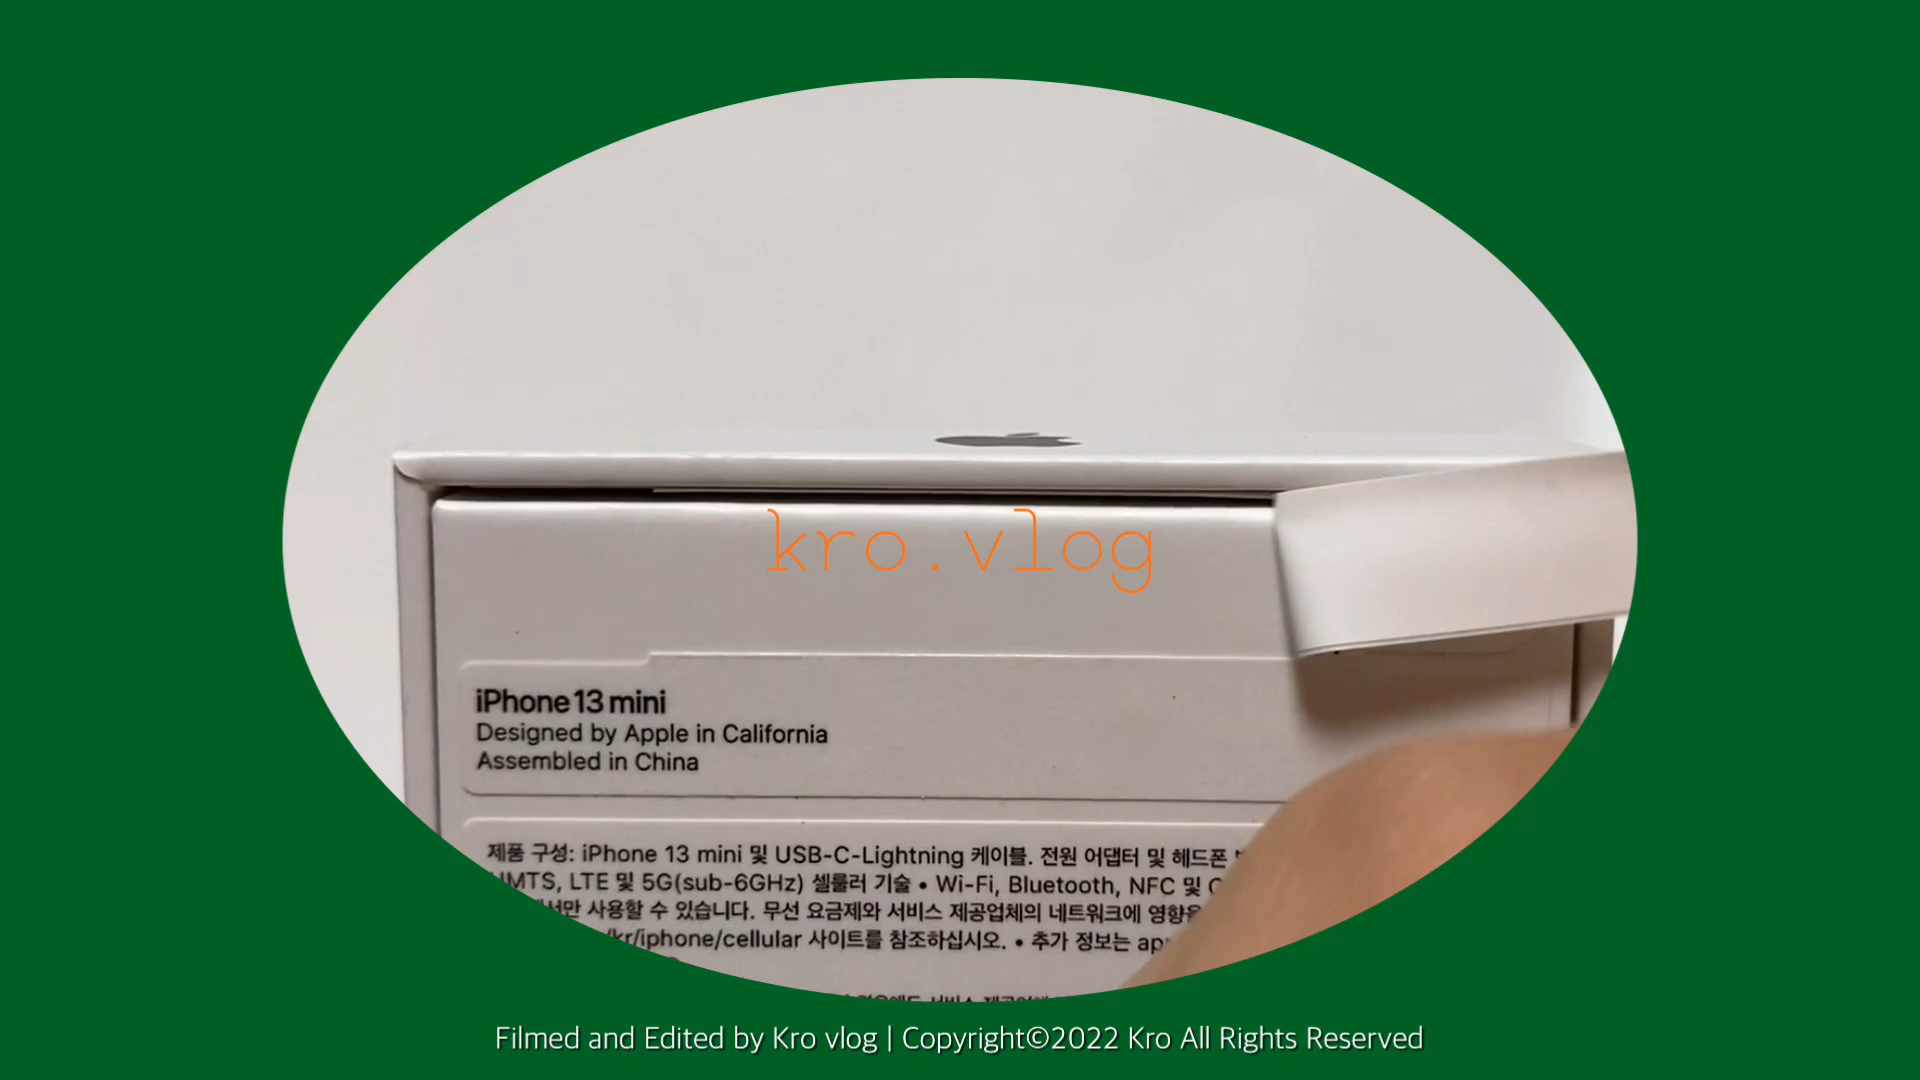 kro.vlog
iPhone 13 mini
Designed by Apple in California
Assembled in China
제품 구성: iPhone 13 mini 및 USB-C-Lightning 케이블. 전원 어댑터 및 헤드폰
UMTS, LTE 및 5G(sub-6GHz) 셀룰러 기술 • Wi-Fi, Bluetooth, NFC 및
사용할 수 있습니다. 무선 요금제와 서비스 제공업체의 네트워크에 영향을
/kr/iphone/cellular 사이트를 참조하십시오. • 추가 정보는
Filmed and Edited by Kro vlog | Copyright©2022 Kro All Rights Reserved